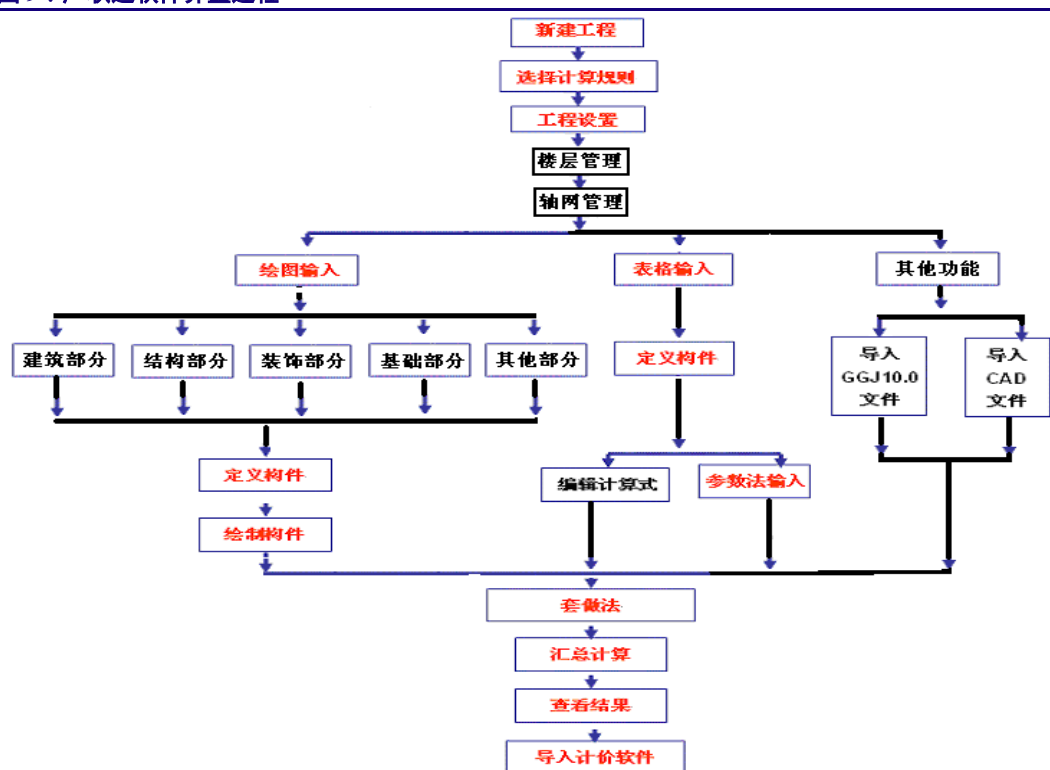 新建工程
选择计算规则
工程设置
楼层管理
轴网管理
绘图输入
表格输入
其他功能
建筑部分
结构部分
装饰部分
基础部分
其他部分
定义构件
导入
GGJ10.0
文件
导入
CAD
文件
定义构件
编辑计算式
参数法输入
绘制构件
套做法
汇总计算
查看结果
导入计价软件